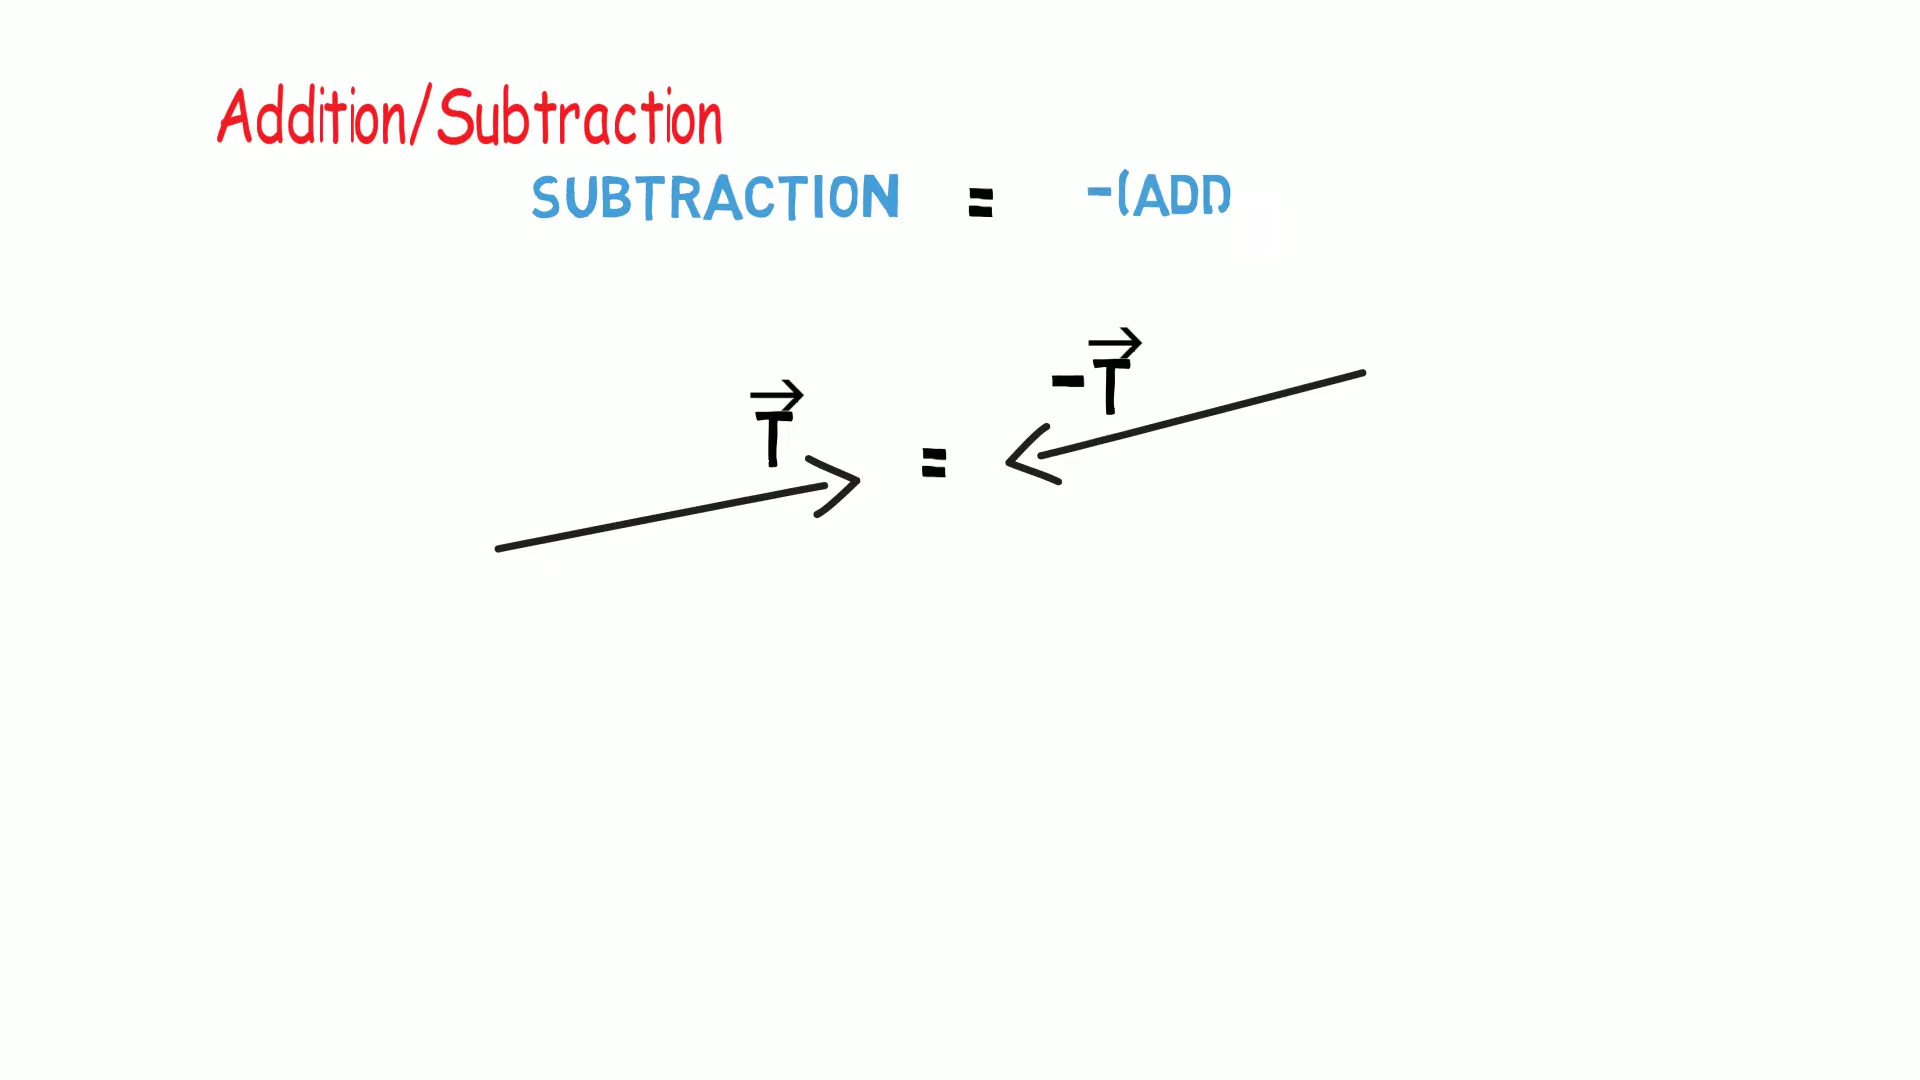 Addition/Subtraction
SUBTRACTION = -(ADD
T⃗ = -T⃗